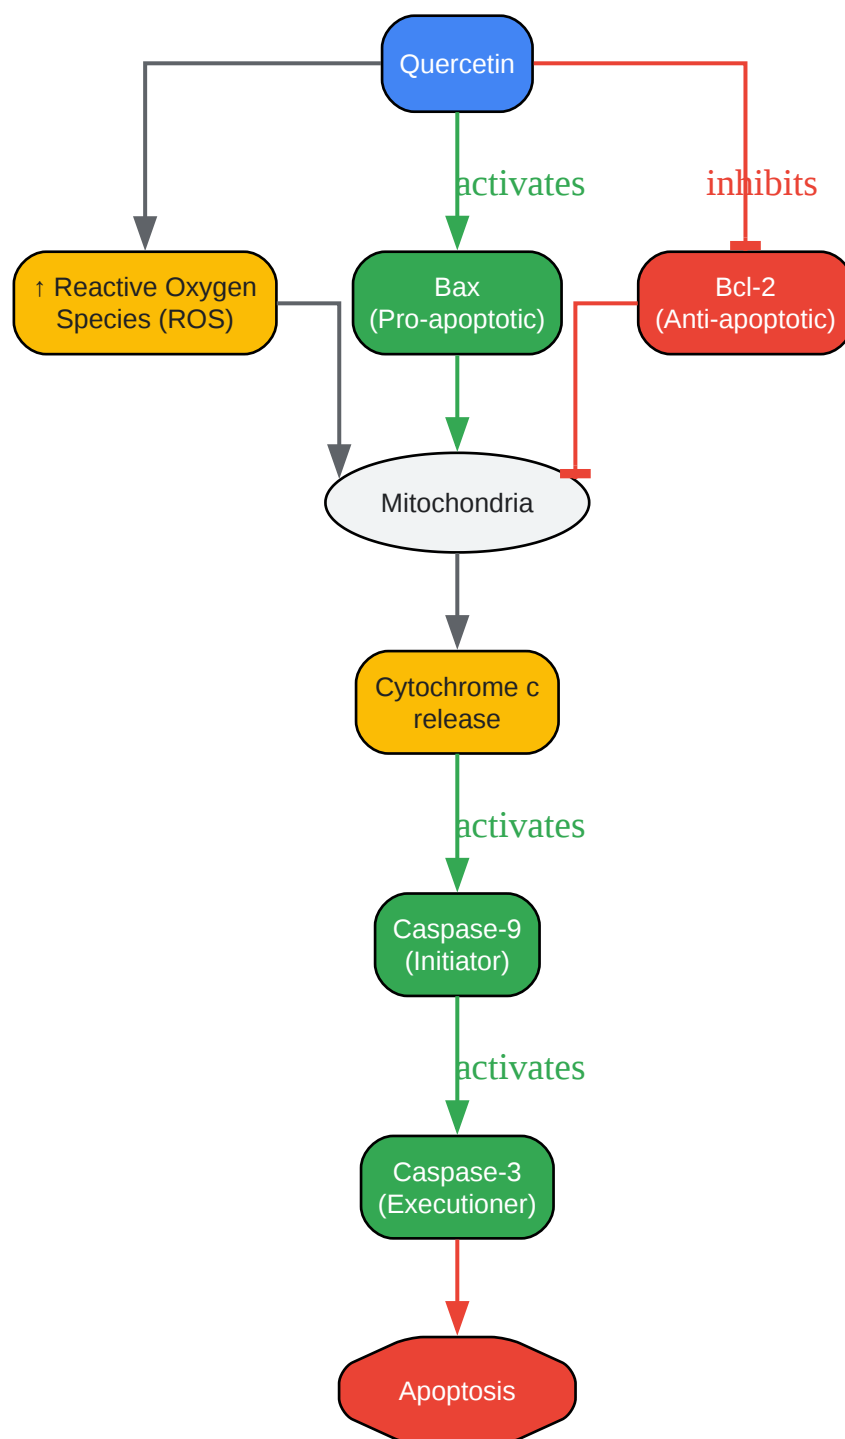 Quercetin
activates
inhibits
↑ Reactive Oxygen
Species (ROS)
Bax
(Pro-apoptotic)
Bcl-2
(Anti-apoptotic)
Mitochondria
Cytochrome c
release
activates
Caspase-9
(Initiator)
activates
Caspase-3
(Executioner)
Apoptosis